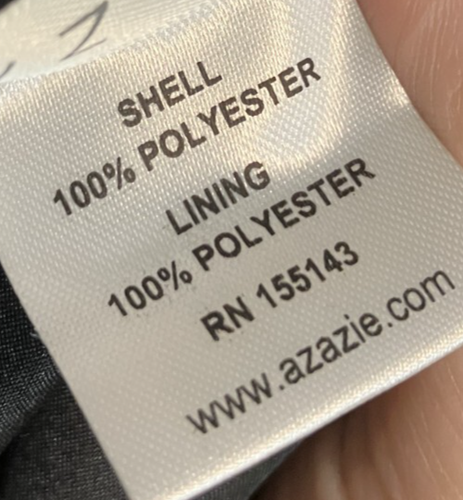 SHELL
100% POLYESTER
LINING
100% POLYESTER
RN 155143
www.azazie.com